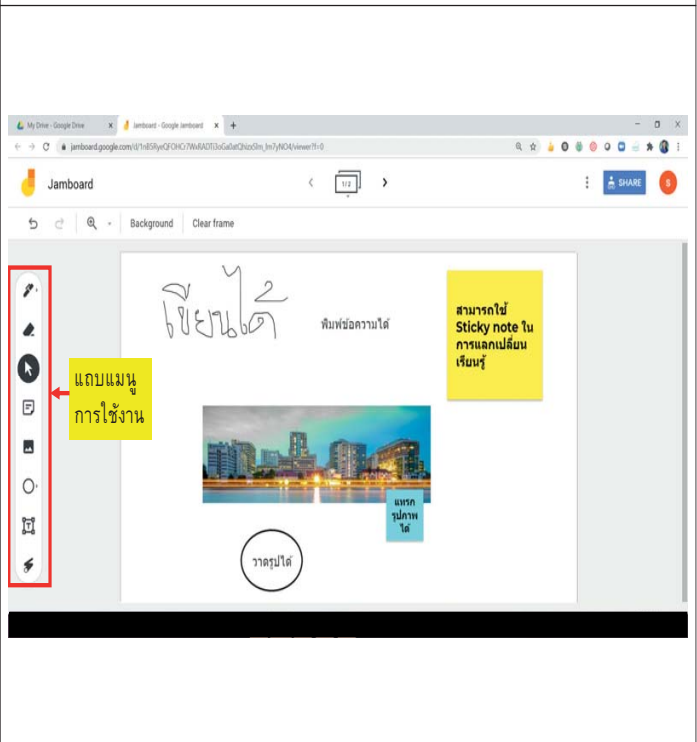 My Drive - Google Drive
Jamboard - Google Jamboard
Jamboard
1/2
SHARE
S
Background
Clear frame
เขียนได้
พิมพ์ข้อความได้
สามารถใช้
Sticky note ใน
การแลกเปลี่ยน
เรียนรู้
แถบแมนู
การใช้งาน
แทรก
รูปภาพ
ได้
วาดรูปได้